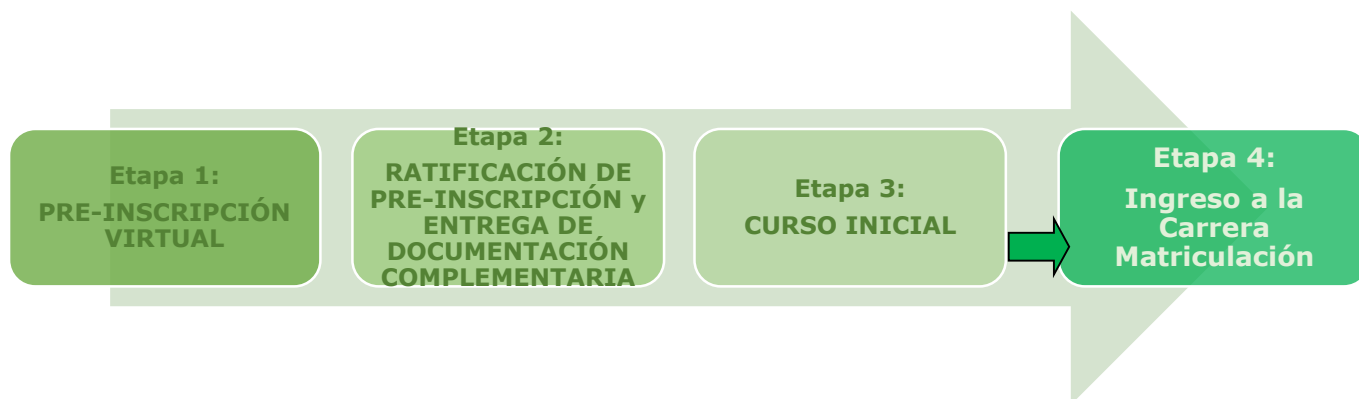 Etapa 1:
PRE-INSCRIPCIÓN
VIRTUAL
Etapa 2:
RATIFICACIÓN DE
PRE-INSCRIPCIÓN y
ENTREGA DE
DOCUMENTACIÓN
COMPLEMENTARIA
Etapa 3:
CURSO INICIAL
Etapa 4:
Ingreso a la
Carrera
Matriculación